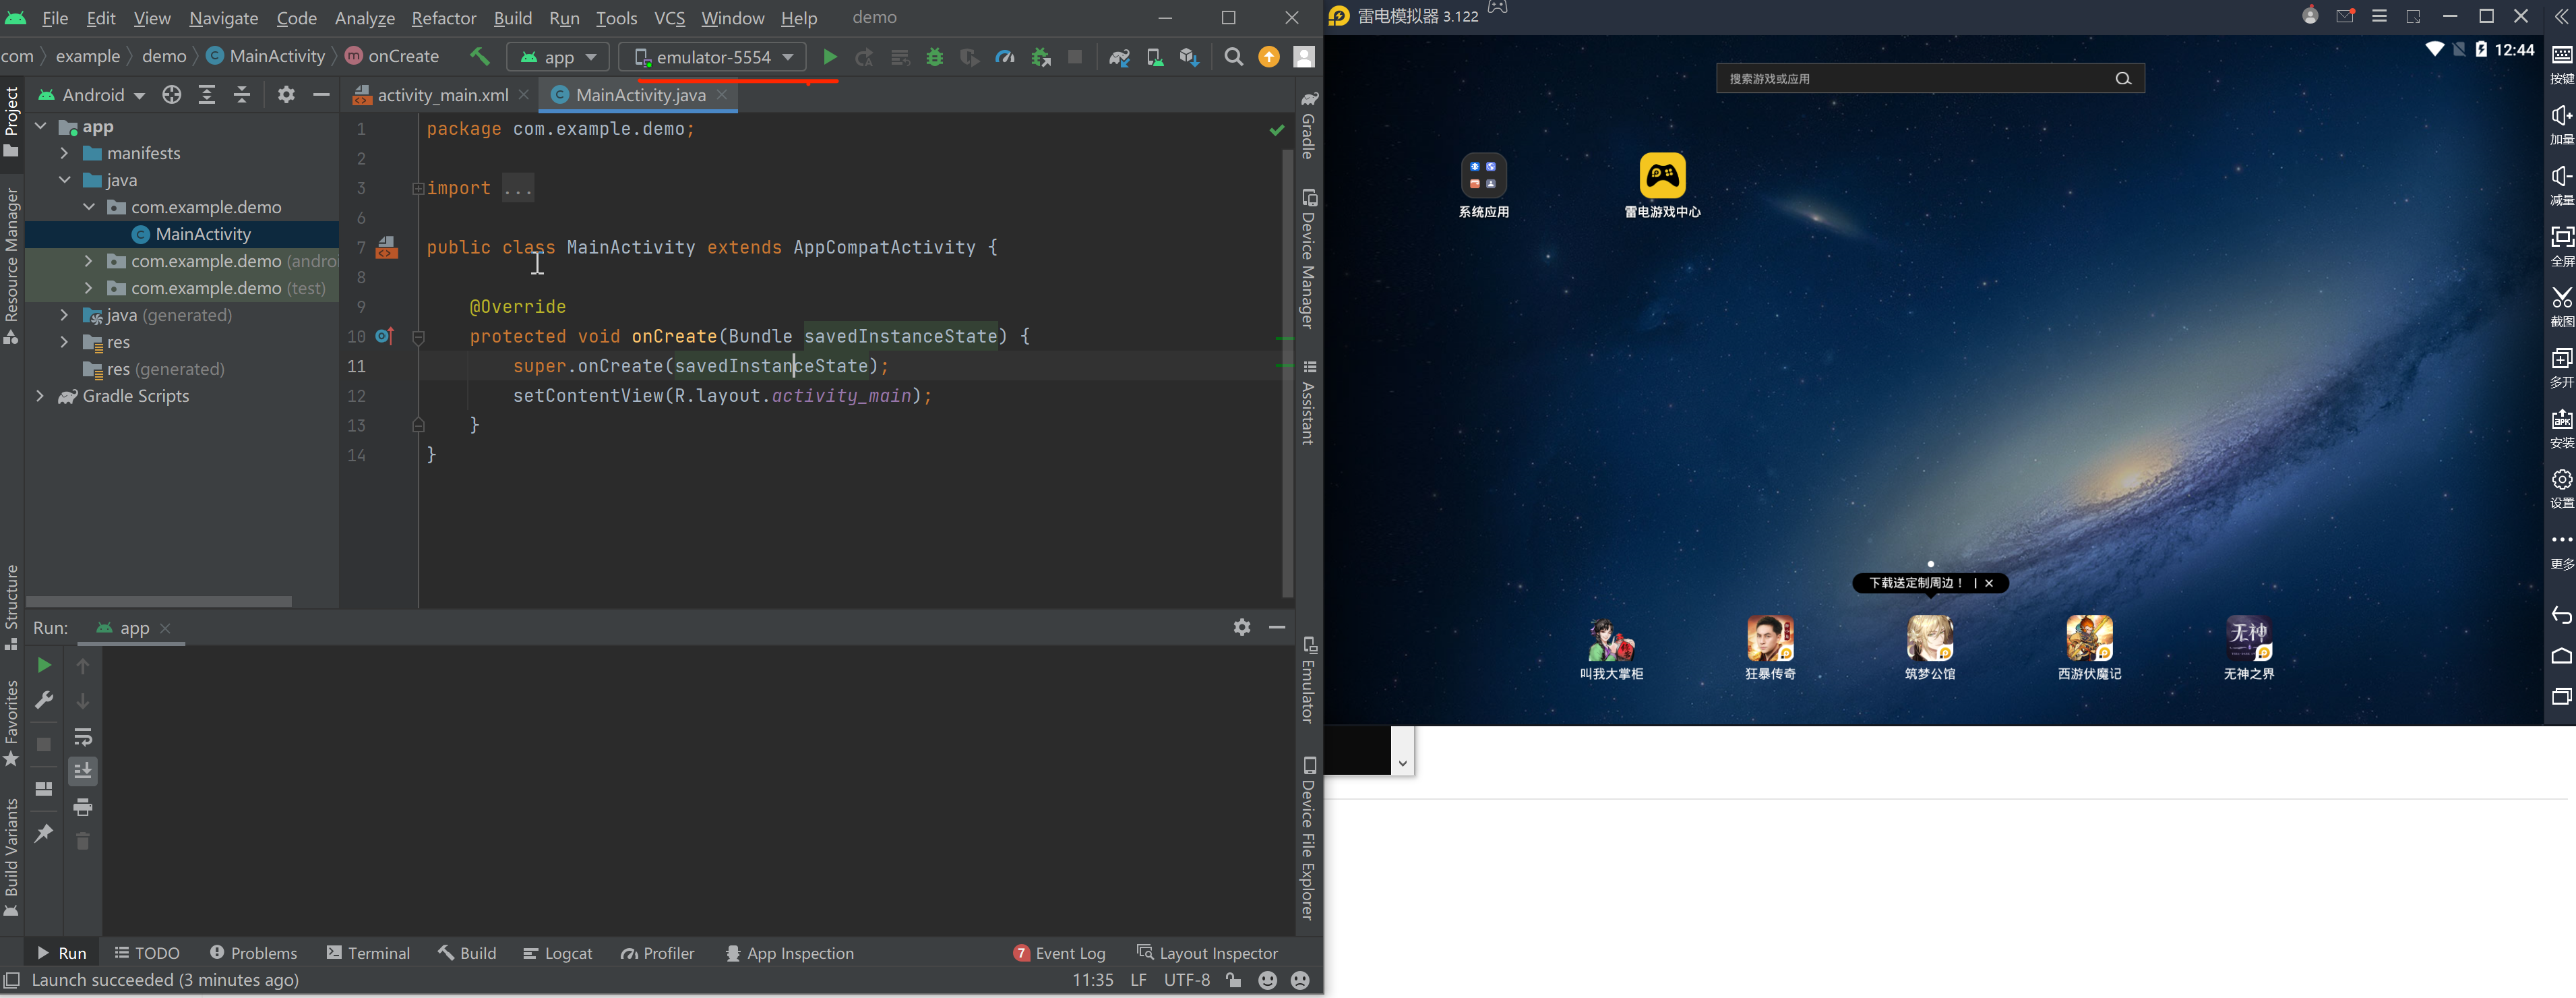 File Edit View Navigate Code Analyze Refactor Build Run Tools VCS Window Help demo
com example demo MainActivity onCreate app emulator-5554
Project
Resource Manager
Structure
Favorites
Build Variants
Android
app
manifests
java
com.example.demo
MainActivity
com.example.demo (androi
com.example.demo (test)
java (generated)
res
res (generated)
Gradle Scripts
activity_main.xml MainActivity.java
1 package com.example.demo;
2
3 import ...
6
7 public class MainActivity extends AppCompatActivity {
8
9 @Override
10 protected void onCreate(Bundle savedInstanceState) {
11 super.onCreate(savedInstanceState);
12 setContentView(R.layout.activity_main);
13 }
14 }
Gradle
Device Manager
Assistant
Emulator
Device File Explorer
Run: app
Run TODO Problems Terminal Build Logcat Profiler App Inspection 7 Event Log Layout Inspector
Launch succeeded (3 minutes ago) 11:35 LF UTF-8
雷电模拟器 3.122
12:44
搜索游戏或应用
系统应用 雷电游戏中心
下载送定制周边！ | ×
无神
叫我大掌柜 狂暴传奇 筑梦公馆 西游伏魔记 无神之界
按键
加量
减量
全屏
截图
多开
APK
安装
设置
更多